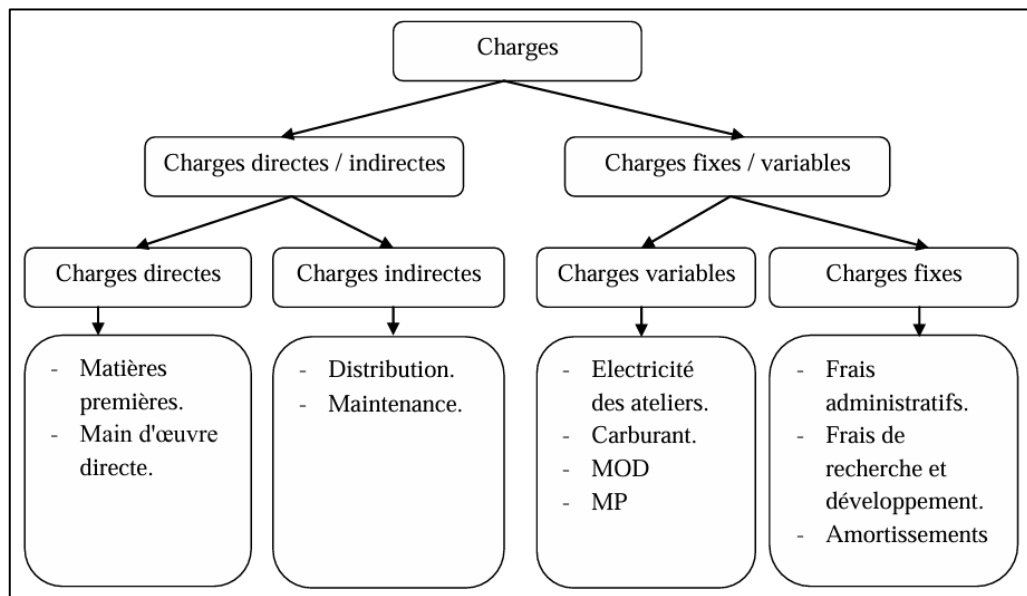 Charges
Charges directes / indirectes
Charges fixes / variables
Charges directes
Charges indirectes
Charges variables
Charges fixes
- Matières
premières.
- Main d'œuvre
directe.
- Distribution.
- Maintenance.
- Electricité
des ateliers.
- Carburant.
- MOD
- MP
- Frais
administratifs.
- Frais de
recherche et
développement.
- Amortissements